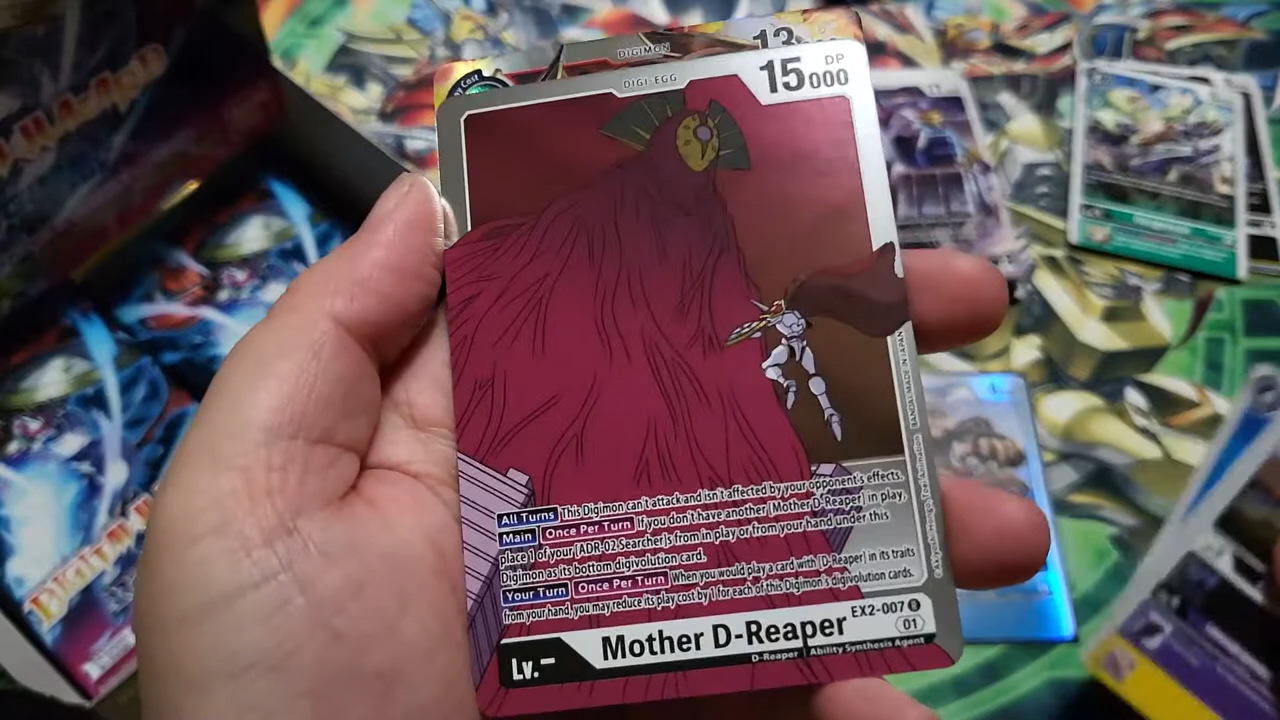 13
DIGIMON
DIGI-EGG
15000 DP
All Turns This Digimon can't attack and isn't affected by your opponent's effects.
Main Once Per Turn If you don't have another [Mother D-Reaper] in play,
place 1 of your [ADR-02 Searcher]s from in play or from your hand under this
Digimon as its bottom digivolution card.
Your Turn Once Per Turn When you would play a card with [D-Reaper] in its traits
from your hand, you may reduce its play cost by 1 for each of this Digimon's digivolution cards.
EX2-007 R
01
Mother D-Reaper
Lv.–
D-Reaper | Ability Synthesis Agent
©Akiyoshi Hongo, Toei Animation BANDAI MADE IN JAPAN